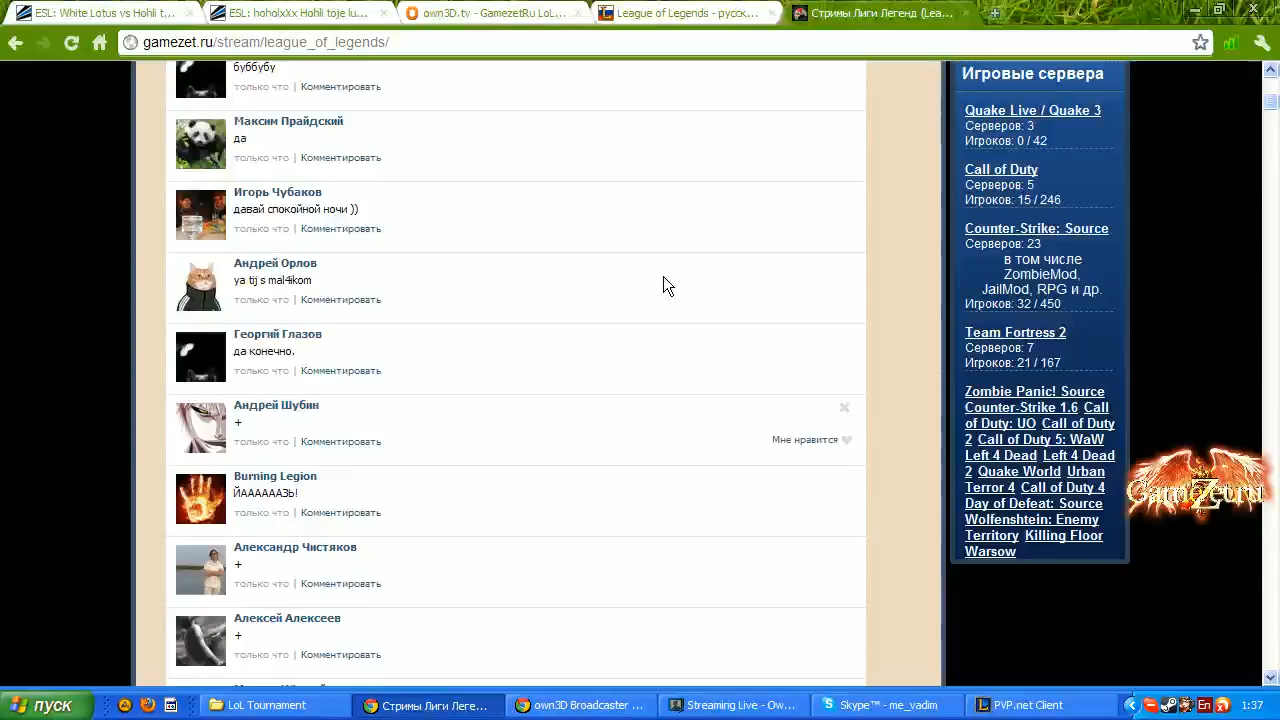 ESL: White Lotus vs Hohli t...
ESL: hoholxXx Hohli toje lu...
own3D.tv - GamezetRu LoL...
League of Legends - русск...
Стримы Лиги Легенд (Lea...
gamezet.ru/stream/league_of_legends/
буббубу
только что | Комментировать
Максим Прайдский
да
только что | Комментировать
Игорь Чубаков
давай спокойной ночи ))
только что | Комментировать
Андрей Орлов
ya tij s mal4ikom
только что | Комментировать
Георгий Глазов
да конечно.
только что | Комментировать
Андрей Шубин
+
только что | Комментировать
Мне нравится
Burning Legion
ЙААААААЗЬ!
только что | Комментировать
Александр Чистяков
+
только что | Комментировать
Алексей Алексеев
+
только что | Комментировать
Игровые сервера
Quake Live / Quake 3
Серверов: 3
Игроков: 0 / 42
Call of Duty
Серверов: 5
Игроков: 15 / 246
Counter-Strike: Source
Серверов: 23
в том числе
ZombieMod,
JailMod, RPG и др.
Игроков: 32 / 450
Team Fortress 2
Серверов: 7
Игроков: 21 / 167
Zombie Panic! Source
Counter-Strike 1.6 Call
of Duty: UO Call of Duty
2 Call of Duty 5: WaW
Left 4 Dead Left 4 Dead
2 Quake World Urban
Terror 4 Call of Duty 4
Day of Defeat: Source
Wolfenshtein: Enemy
Territory Killing Floor
Warsow
GameZet.ru
пуск
LoL Tournament
Стримы Лиги Леге...
own3D Broadcaster ...
Streaming Live - Ow...
Skype™ - me_vadim
PVP.net Client
1:37